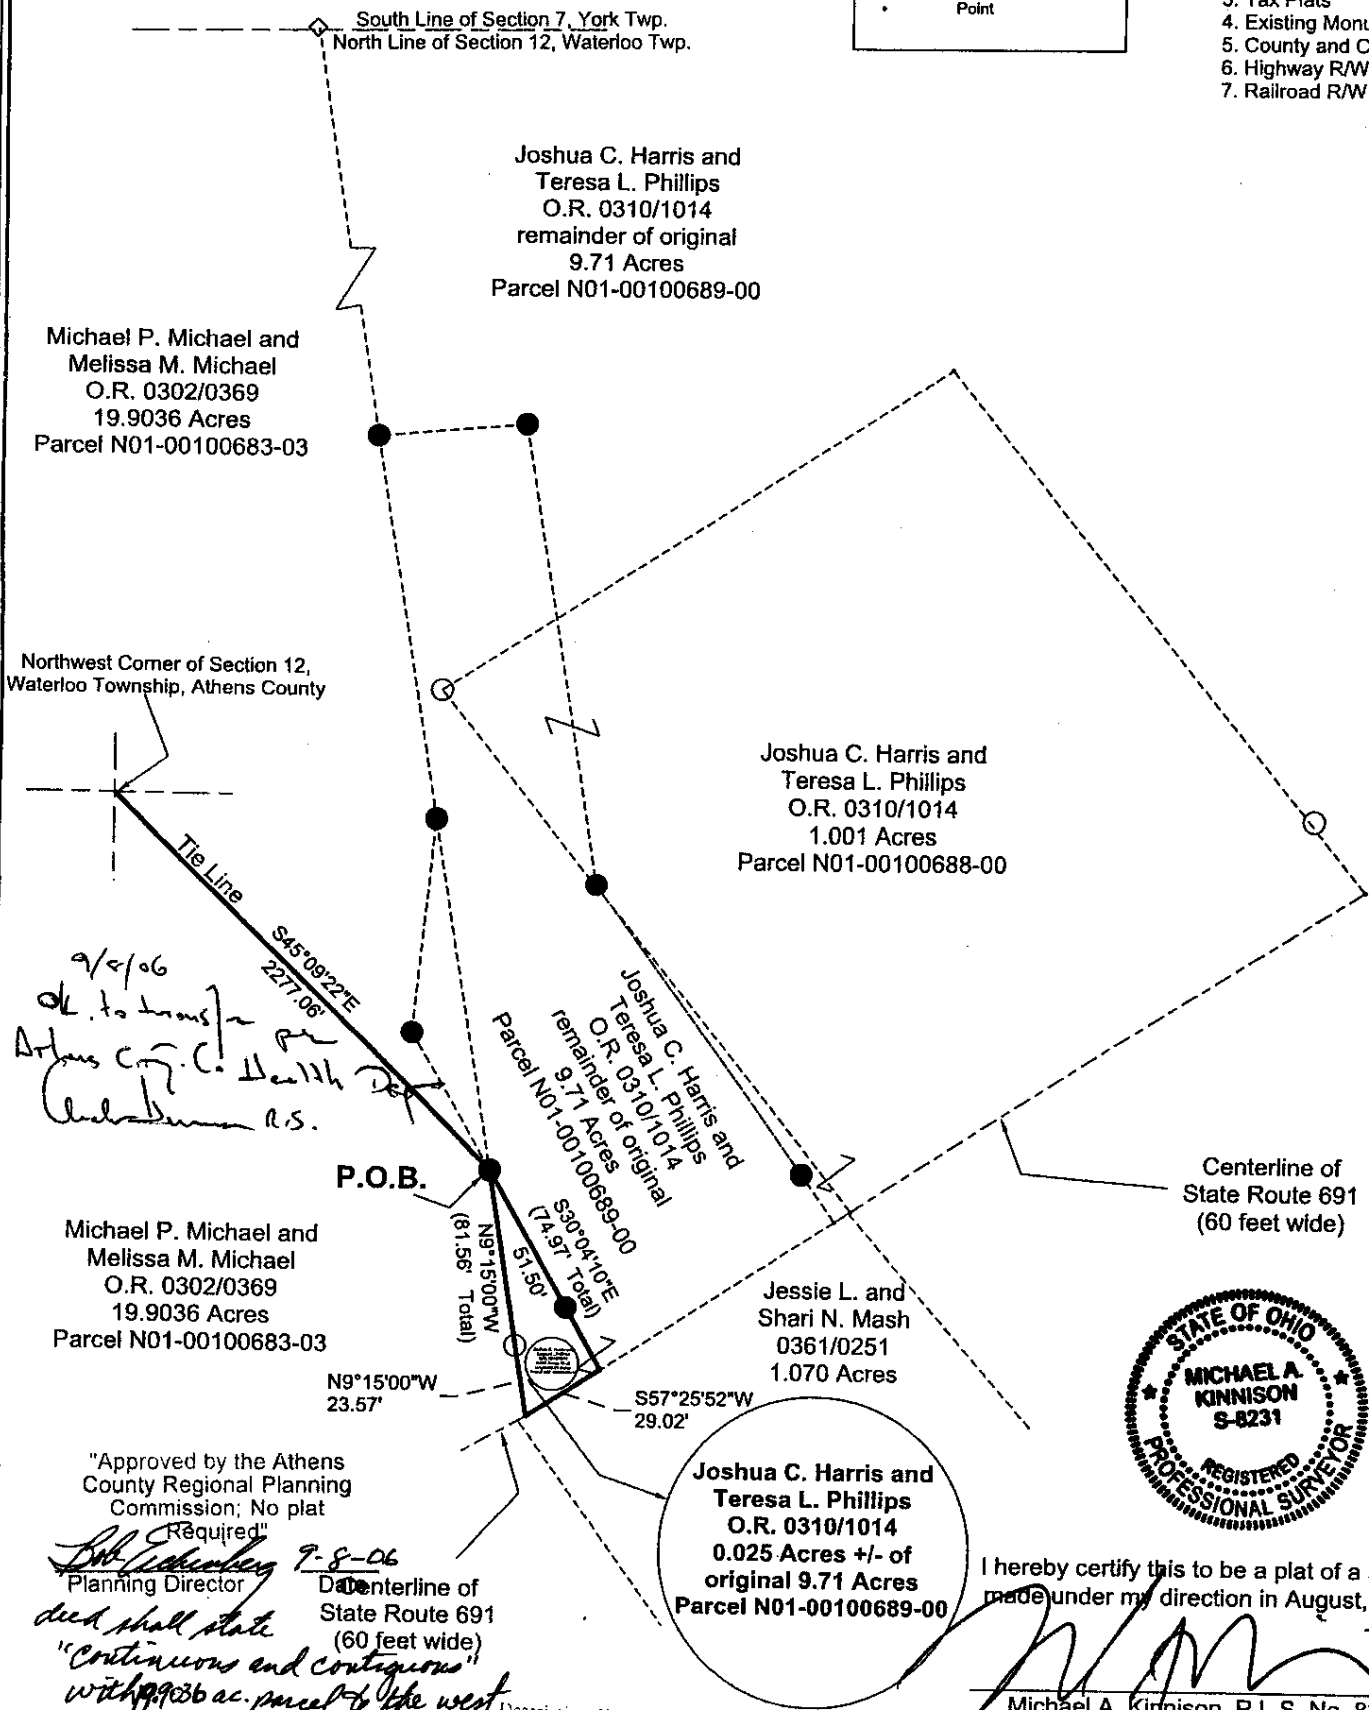 South Line of Section 7, York Twp.
North Line of Section 12, Waterloo Twp.
Point
4. Existing Monu
5. County and C
6. Highway R/W
7. Railroad R/W
Joshua C. Harris and
Teresa L. Phillips
O.R. 0310/1014
remainder of original
9.71 Acres
Parcel N01-00100689-00
Michael P. Michael and
Melissa M. Michael
O.R. 0302/0369
19.9036 Acres
Parcel N01-00100683-03
Northwest Corner of Section 12,
Waterloo Township, Athens County
Joshua C. Harris and
Teresa L. Phillips
O.R. 0310/1014
1.001 Acres
Parcel N01-00100688-00
Tie Line
S45°09'22"E
2277.06'
9/8/06
ok. to transfer per
Athens Health Dep
R.S.
Joshua C. Harris and
Teresa L. Phillips
O.R. 0310/1014
remainder of original
9.71 Acres
Parcel N01-00100689-00
P.O.B.
S30°04'10"E
(74.97' Total)
51.50'
N9°15'00"W
(81.56' Total)
Centerline of
State Route 691
(60 feet wide)
Michael P. Michael and
Melissa M. Michael
O.R. 0302/0369
19.9036 Acres
Parcel N01-00100683-03
Jessie L. and
Shari N. Mash
0361/0251
1.070 Acres
N9°15'00"W
23.57'
S57°25'52"W
29.02'
STATE OF OHIO
MICHAEL A.
KINNISON
S-8231
REGISTERED
PROFESSIONAL SURVEYOR
"Approved by the Athens
County Regional Planning
Commission; No plat
Required"
Bob Eichenberg 9-8-06
Planning Director Date
Centerline of
State Route 691
(60 feet wide)
deed shall state
"Continuous and contiguous"
with 19.9036 ac. parcel to the west
Joshua C. Harris and
Teresa L. Phillips
O.R. 0310/1014
0.025 Acres +/- of
original 9.71 Acres
Parcel N01-00100689-00
I hereby certify this to be a plat of a
made under my direction in August,
Michael A. Kinnison, P.L.S. No.